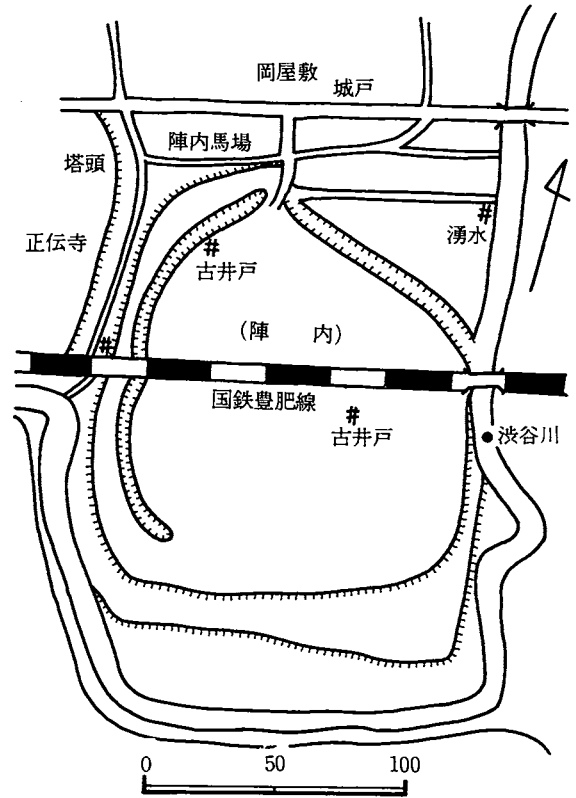 岡屋敷
城戸
陣内馬場
塔頭
湧水
正伝寺
古井戸
(陣 内)
国鉄豊肥線
古井戸
渋谷川
0 50 100